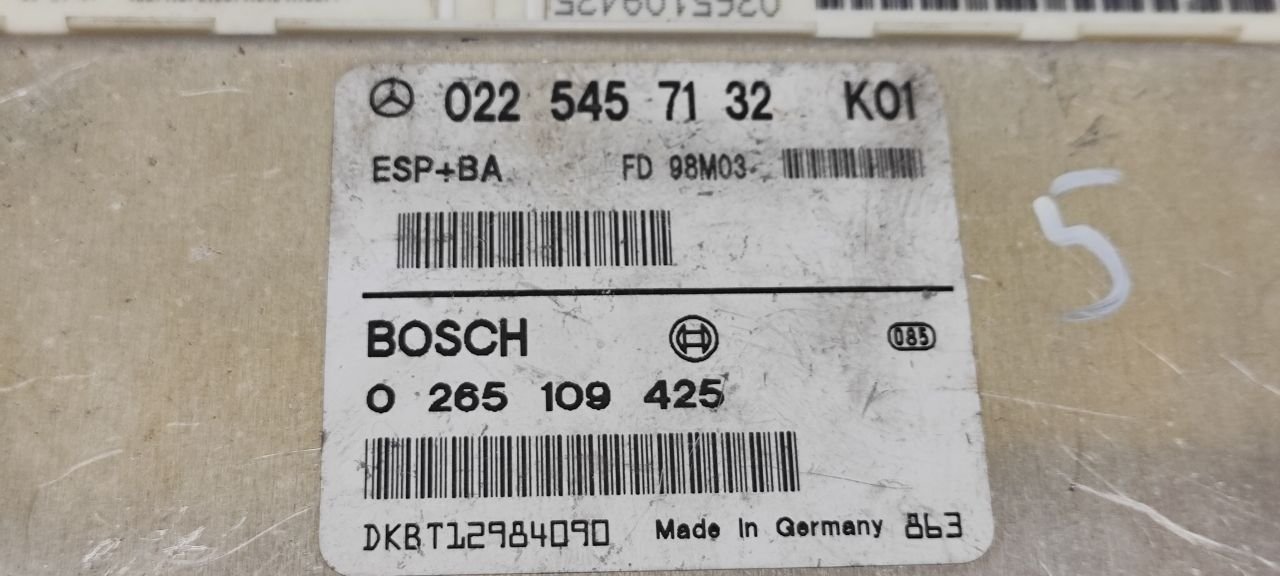 0265109425
022 545 71 32 K01
ESP+BA FD 98M03
BOSCH 085
0 265 109 425
DKBT12984090 Made in Germany 863
5